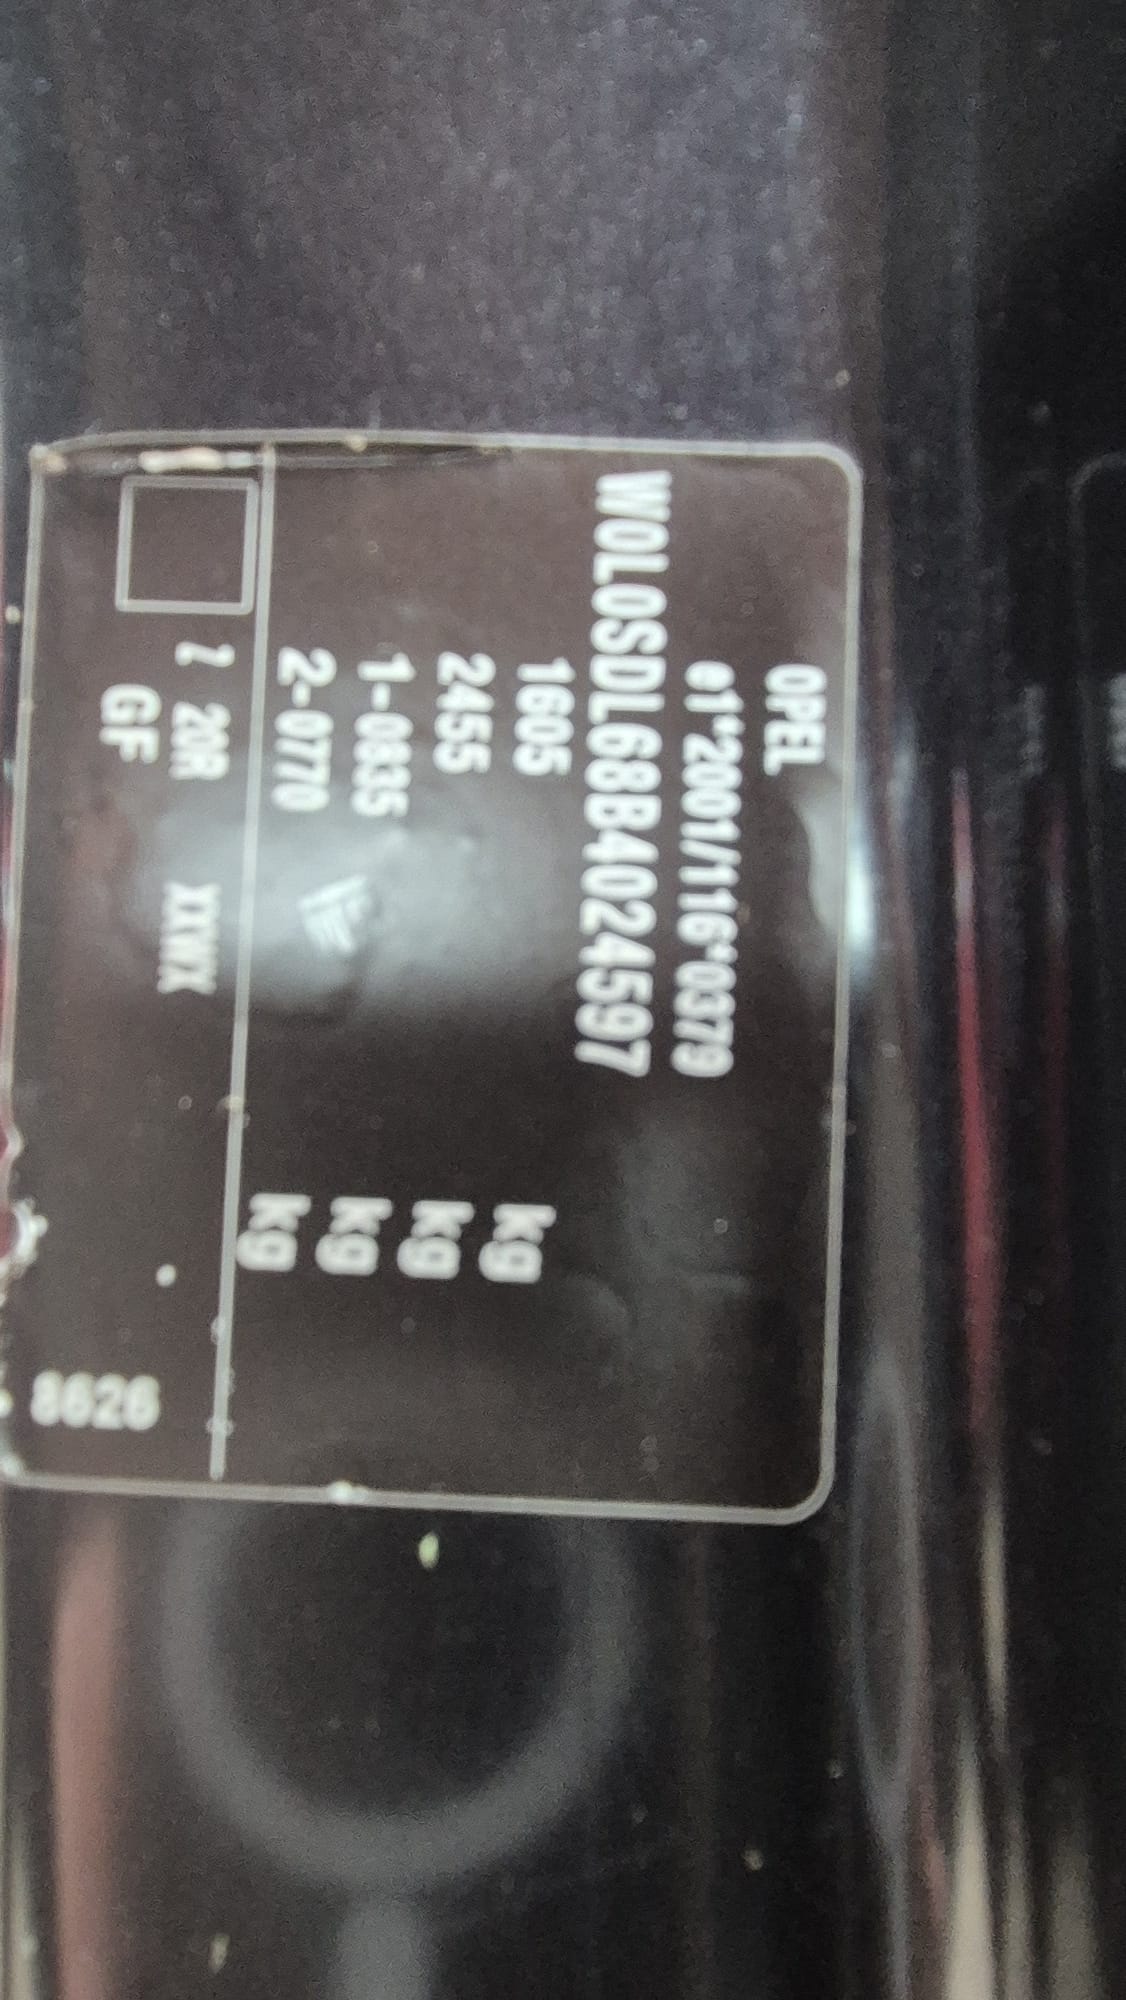 OPEL
e1*2001/116*0379
W0L0SDL68B4024597
1605 kg
2455 kg
1-0835 kg
2-0770 kg
Z 20R XXWX
GF
8626